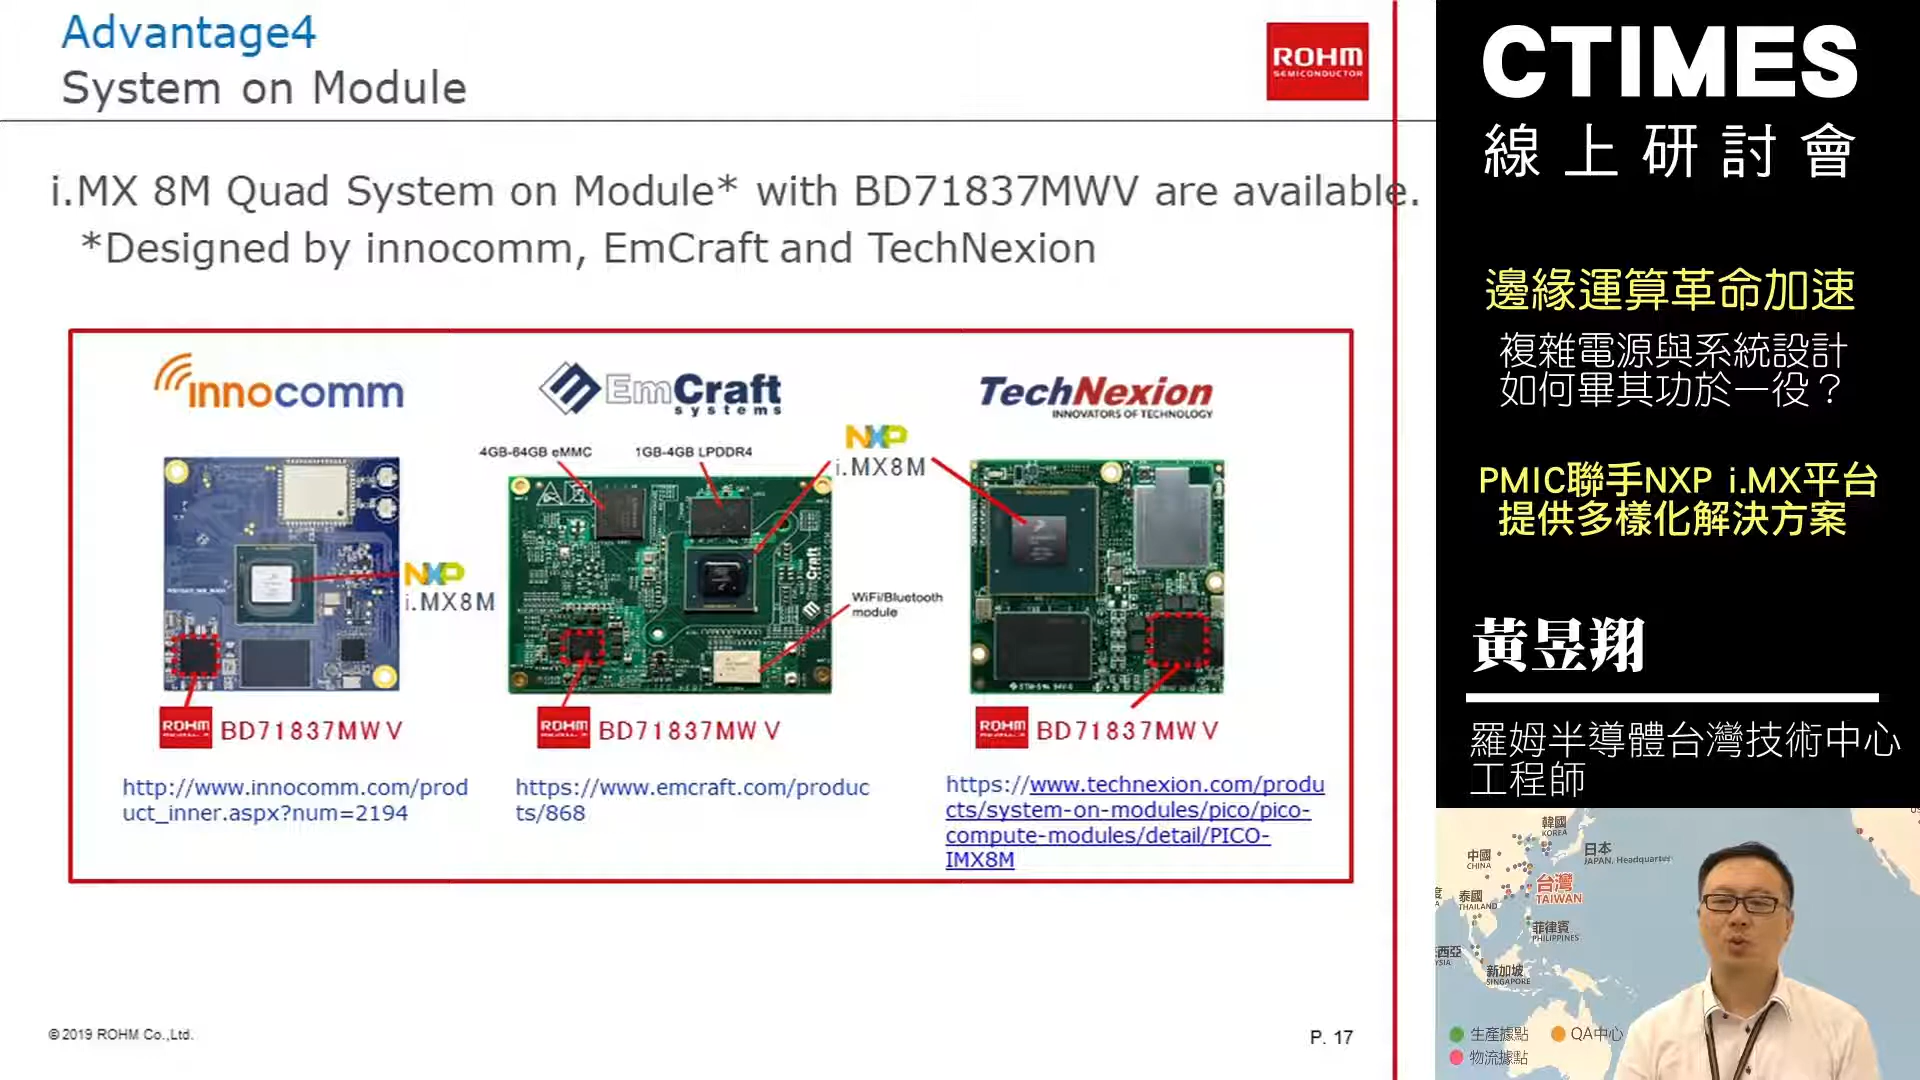 Advantage4
System on Module
ROHM
SEMICONDUCTOR
i.MX 8M Quad System on Module* with BD71837MWV are available.
*Designed by innocomm, EmCraft and TechNexion
innocomm
EmCraft
systems
TechNexion
INNOVATORS OF TECHNOLOGY
4GB-64GB eMMC
1GB-4GB LPDDR4
NXP
i.MX8M
NXP
i.MX8M
WiFi/Bluetooth
module
EmCraft
ROHM
BD71837MWV
ROHM
BD71837MWV
ROHM
BD71837MWV
http://www.innocomm.com/prod
uct_inner.aspx?num=2194
https://www.emcraft.com/produc
ts/868
https://www.technexion.com/produ
cts/system-on-modules/pico/pico-
compute-modules/detail/PICO-
IMX8M
©2019 ROHM Co.,Ltd.
P. 17
CTIMES
線上研討會
邊緣運算革命加速
複雜電源與系統設計
如何畢其功於一役？
PMIC聯手NXP i.MX平台
提供多樣化解決方案
黃昱翔
羅姆半導體台灣技術中心
工程師
韓國
KOREA
中國
CHINA
日本
JAPAN, Headquarter
台灣
TAIWAN
泰國
THAILAND
菲律賓
PHILIPPINES
西亞
YSIA
新加坡
SINGAPORE
生產據點
QA中心
物流據點